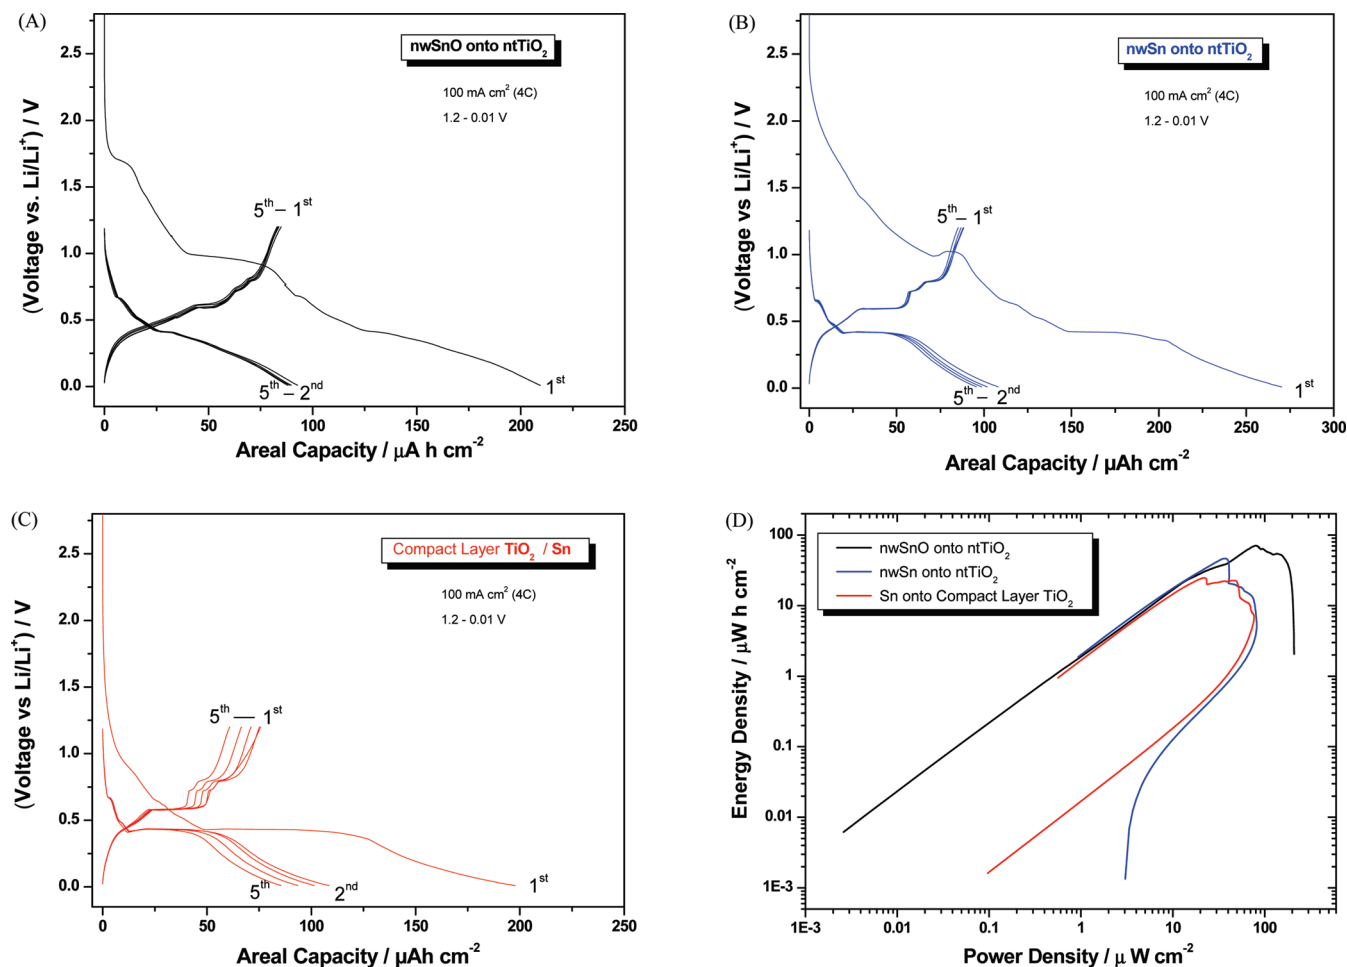 (A)
nwSnO onto ntTiO2
100 mA cm2 (4C)
1.2 - 0.01 V
(Voltage vs. Li/Li+) / V
2.5
2.0
1.5
1.0
0.5
0.0
5th – 1st
5th – 2nd
1st
0 50 100 150 200 250
Areal Capacity / μA h cm-2
(B)
nwSn onto ntTiO2
100 mA cm2 (4C)
1.2 - 0.01 V
(Voltage vs Li/Li+) / V
2.5
2.0
1.5
1.0
0.5
0.0
5th – 1st
5th – 2nd
1st
0 50 100 150 200 250 300
Areal Capacity / μAh cm-2
(C)
Compact Layer TiO2 / Sn
100 mA cm2 (4C)
1.2 - 0.01 V
(Voltage vs Li/Li+) / V
2.5
2.0
1.5
1.0
0.5
0.0
5th — 1st
5th 2nd
1st
0 50 100 150 200 250
Areal Capacity / μAh cm-2
(D)
nwSnO onto ntTiO2
nwSn onto ntTiO2
Sn onto Compact Layer TiO2
Energy Density / μW h cm-2
100
10
1
0.1
0.01
1E-3
1E-3 0.01 0.1 1 10 100
Power Density / μ W cm-2